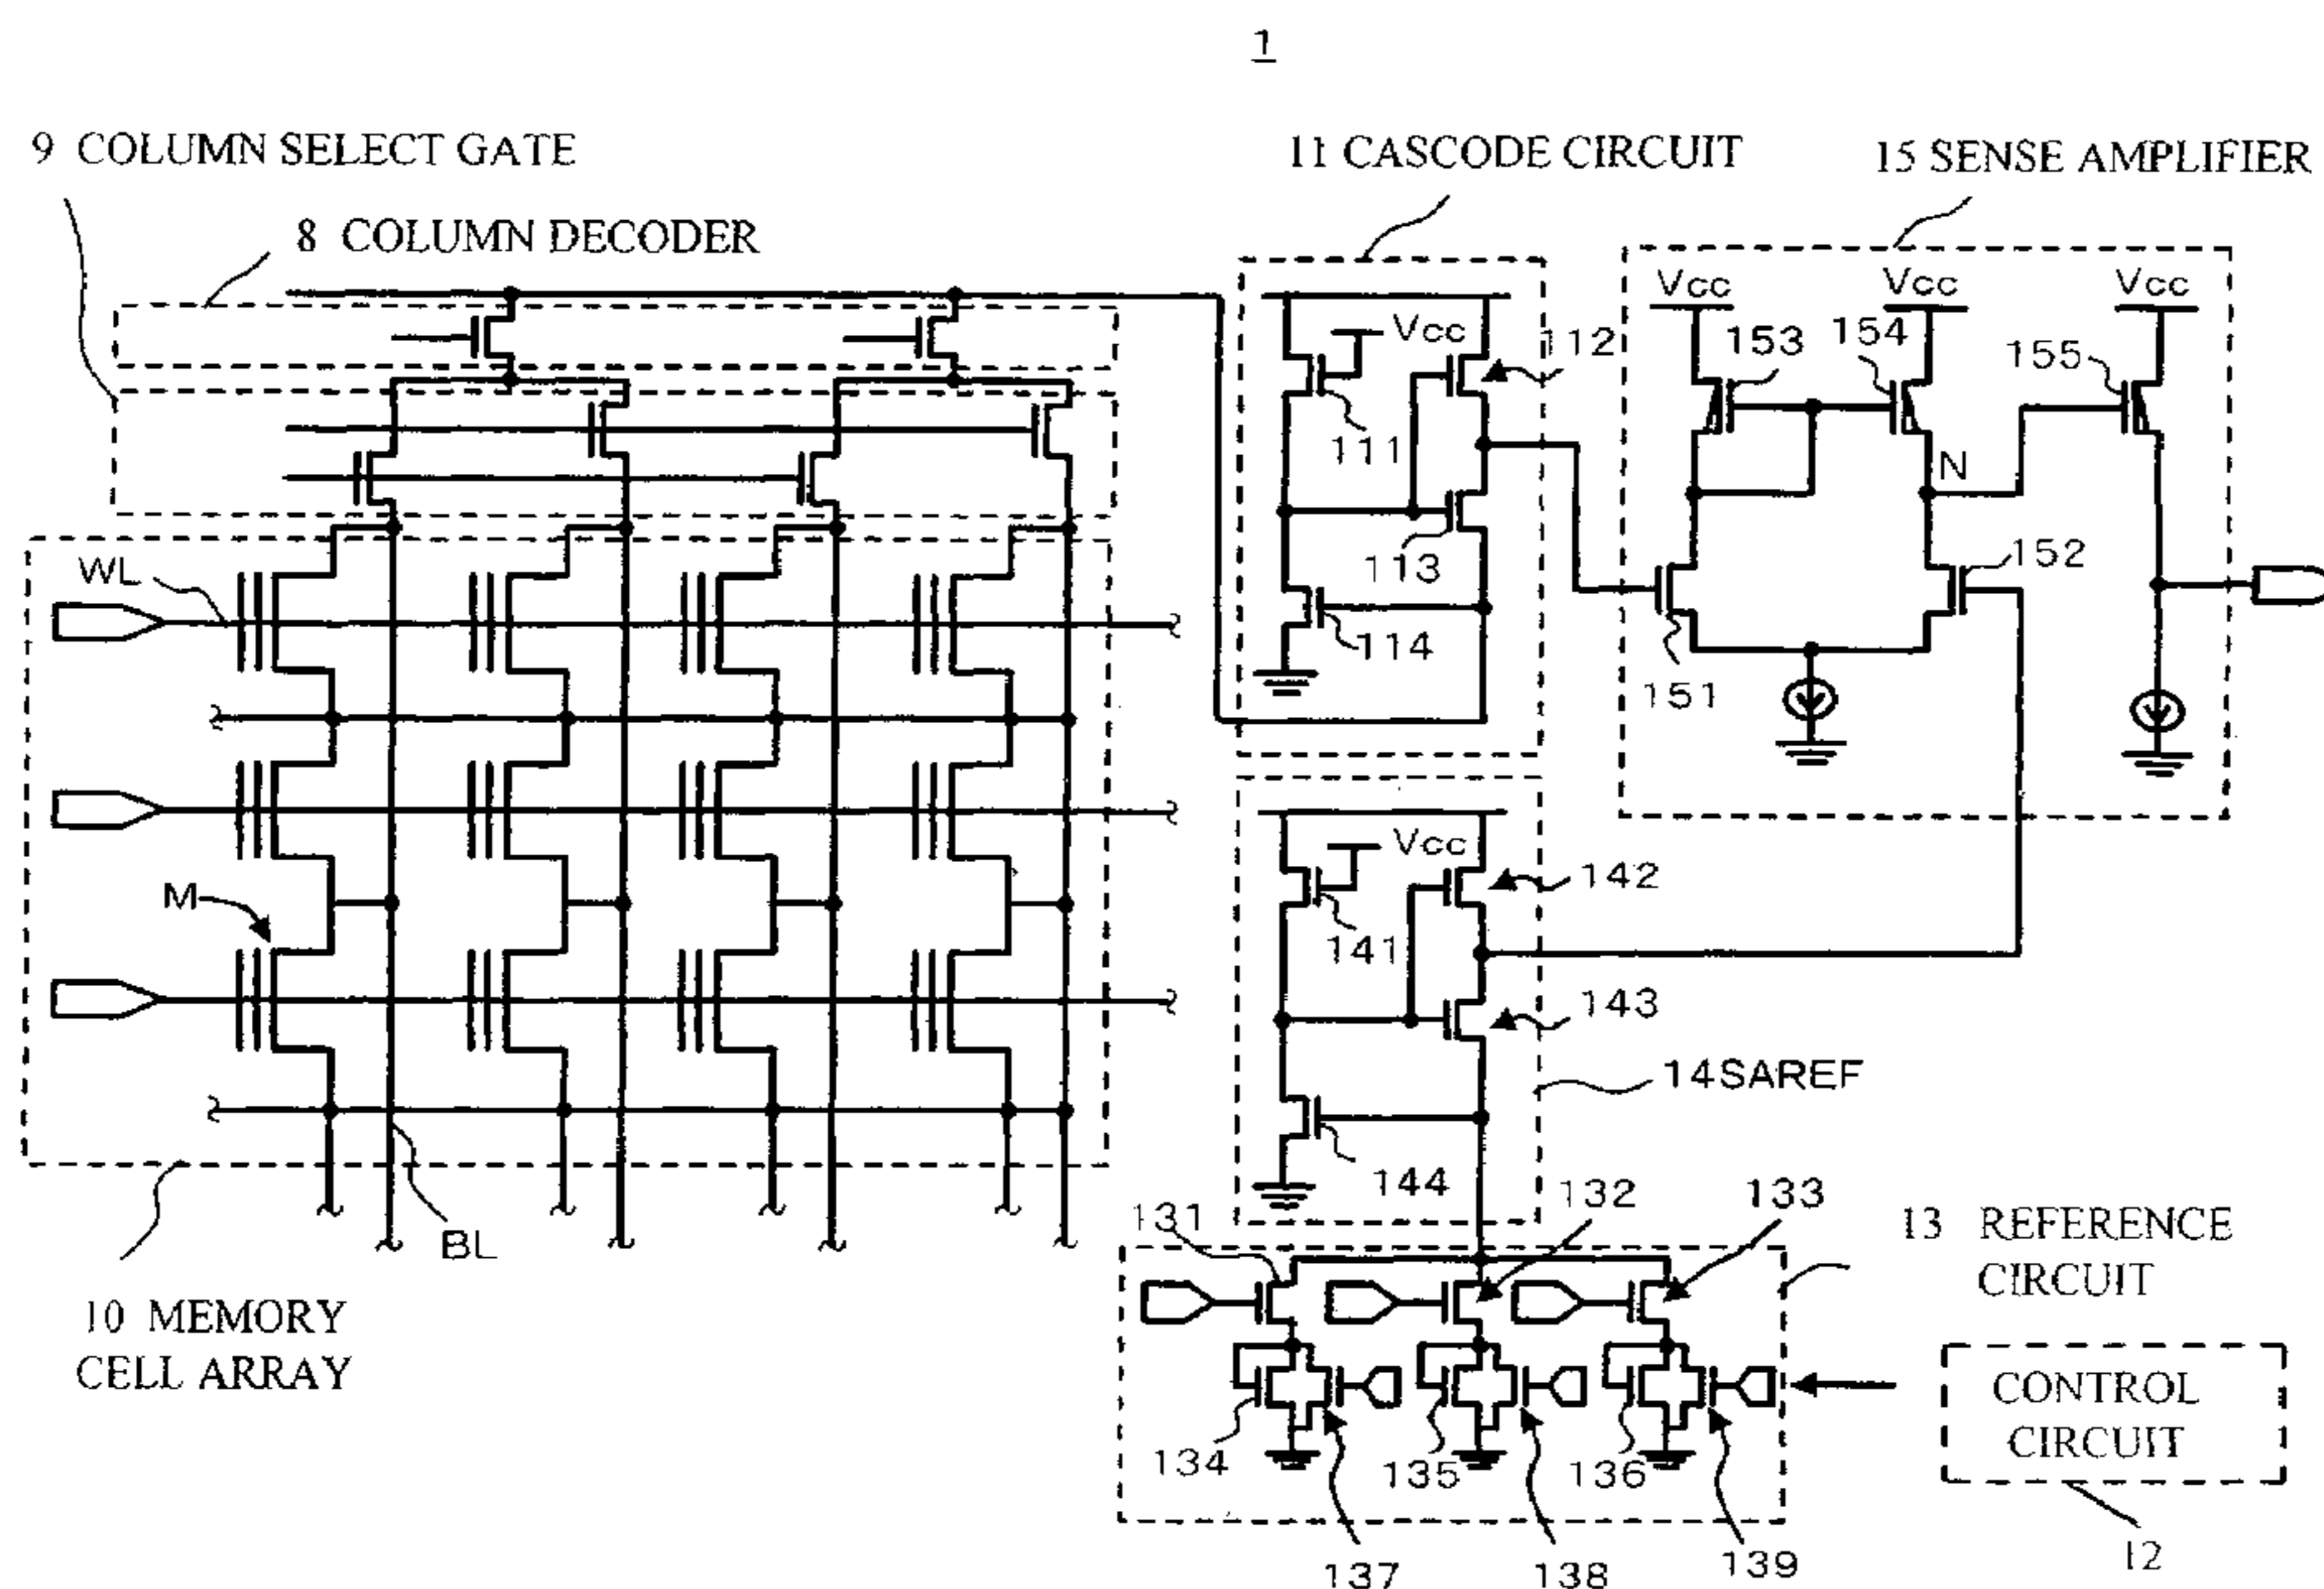 1
9 COLUMN SELECT GATE
8 COLUMN DECODER
11 CASCODE CIRCUIT
15 SENSE AMPLIFIER
Vcc
112
111
113
114
Vcc
Vcc
Vcc
153
154
155
N
152
151
WL
M
BL
10 MEMORY
CELL ARRAY
Vcc
142
141
143
14SAREF
144
131
132
133
13 REFERENCE
CIRCUIT
134
135
136
137
138
139
CONTROL
CIRCUIT
12